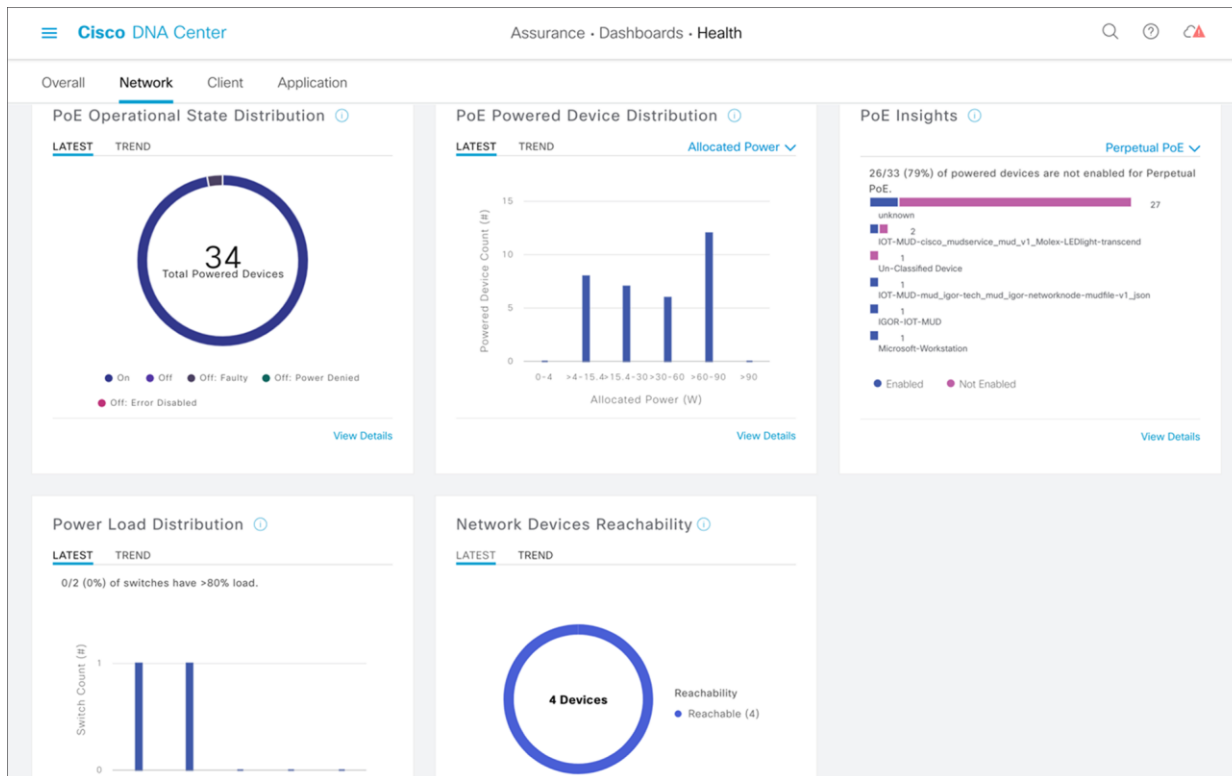 Cisco DNA Center
Assurance • Dashboards • Health
Overall Network Client Application
PoE Operational State Distribution
LATEST TREND
34
Total Powered Devices
On Off Off: Faulty Off: Power Denied
Off: Error Disabled
View Details
PoE Powered Device Distribution
LATEST TREND Allocated Power
Powered Device Count (#)
15
10
5
0
0-4 >4-15.4 >15.4-30 >30-60 >60-90 >90
Allocated Power (W)
View Details
PoE Insights
Perpetual PoE
26/33 (79%) of powered devices are not enabled for Perpetual
PoE.
27
unknown
2
IOT-MUD-cisco_mudservice_mud_v1_Molex-LEDlight-transcend
1
Un-Classified Device
1
IOT-MUD-mud_igor-tech_mud_igor-networknode-mudfile-v1_json
1
IGOR-IOT-MUD
1
Microsoft-Workstation
Enabled Not Enabled
View Details
Power Load Distribution
LATEST TREND
0/2 (0%) of switches have >80% load.
Switch Count (#)
1
0
Network Devices Reachability
LATEST TREND
4 Devices
Reachability
Reachable (4)